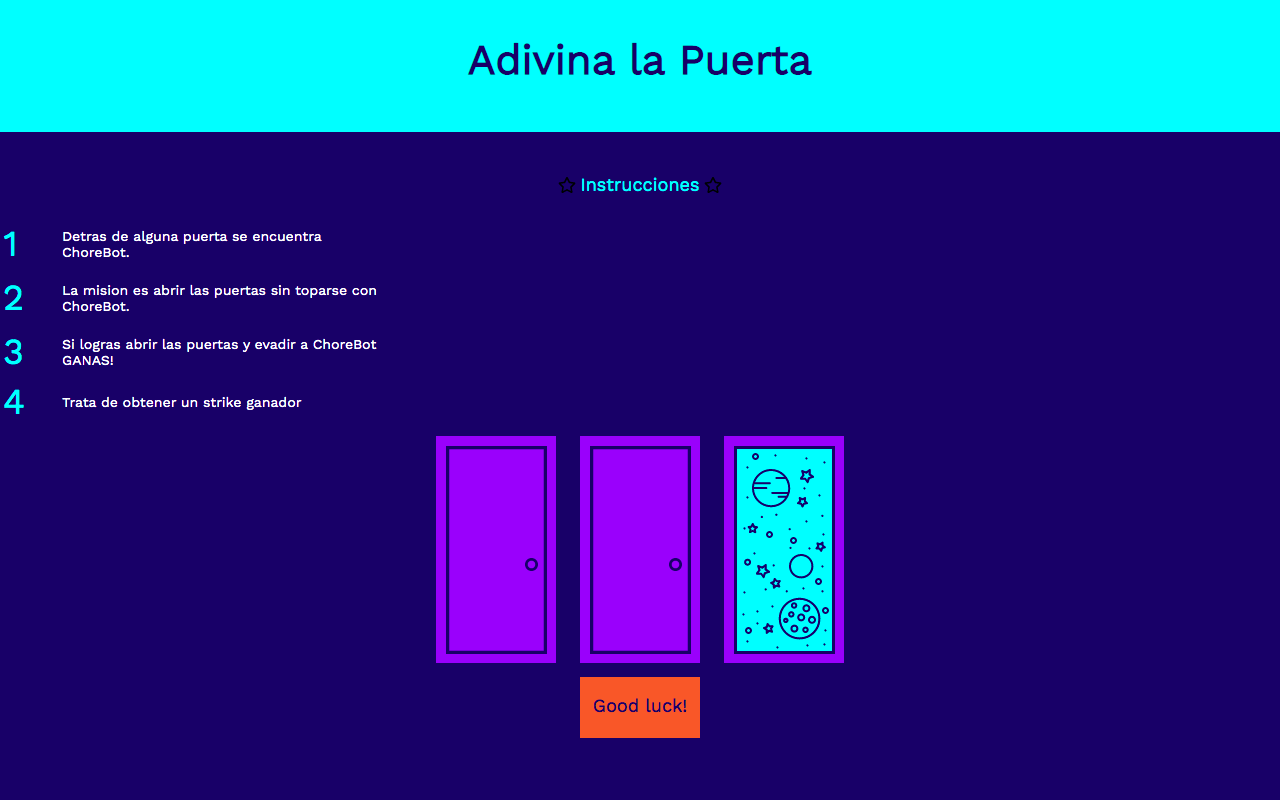 Adivina la Puerta
Instrucciones
1
Detras de alguna puerta se encuentra
ChoreBot.
2
La mision es abrir las puertas sin toparse con
ChoreBot.
3
Si logras abrir las puertas y evadir a ChoreBot
GANAS!
4
Trata de obtener un strike ganador
Good luck!